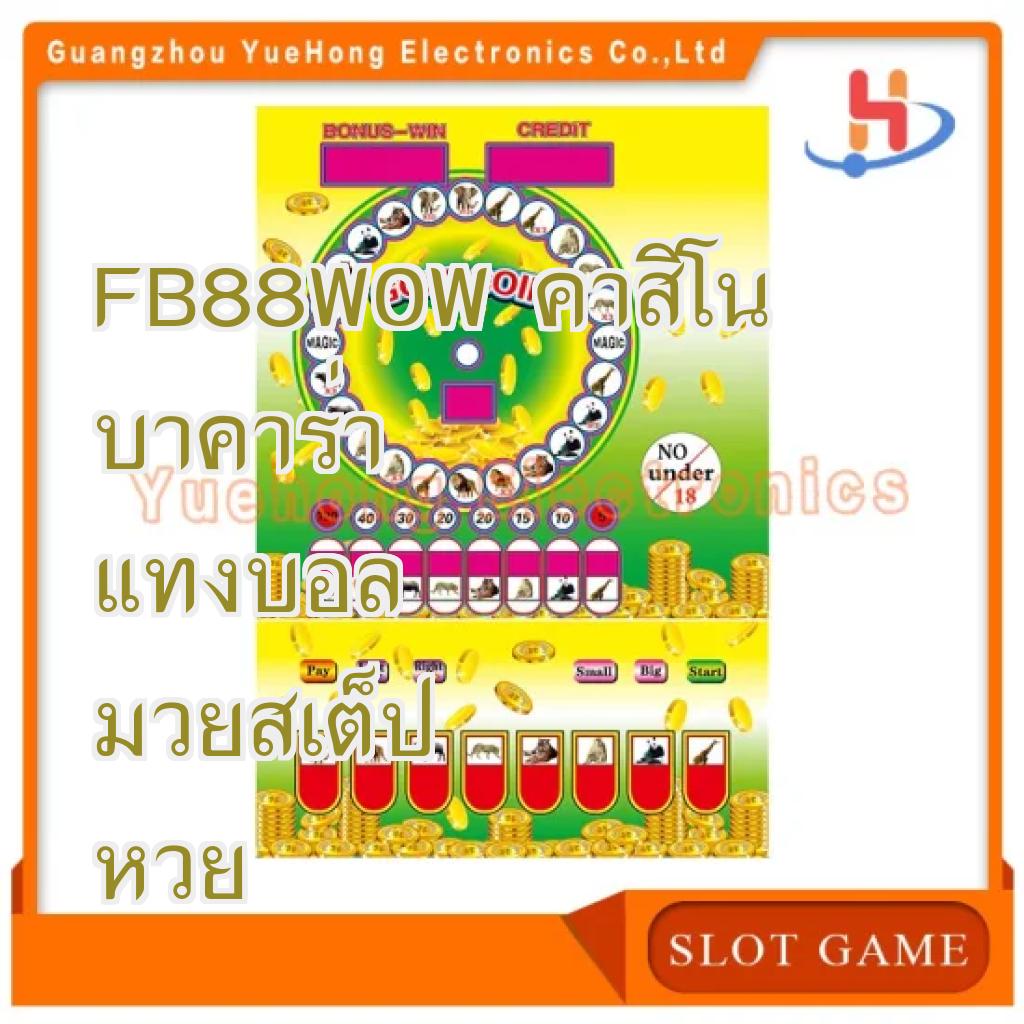 Guangzhou YueHong Electronics Co.,Ltd
BONUS-WIN CREDIT
FB88WOW คาสิโน
MAGIC MAGIC
บาคาร่า
NO
under
18
Yuehong Electronics
40 30 20 20 15 10 5
แทงบอล
Pay Right Small Big Start
มวยสเต็ป
หวย
SLOT GAME